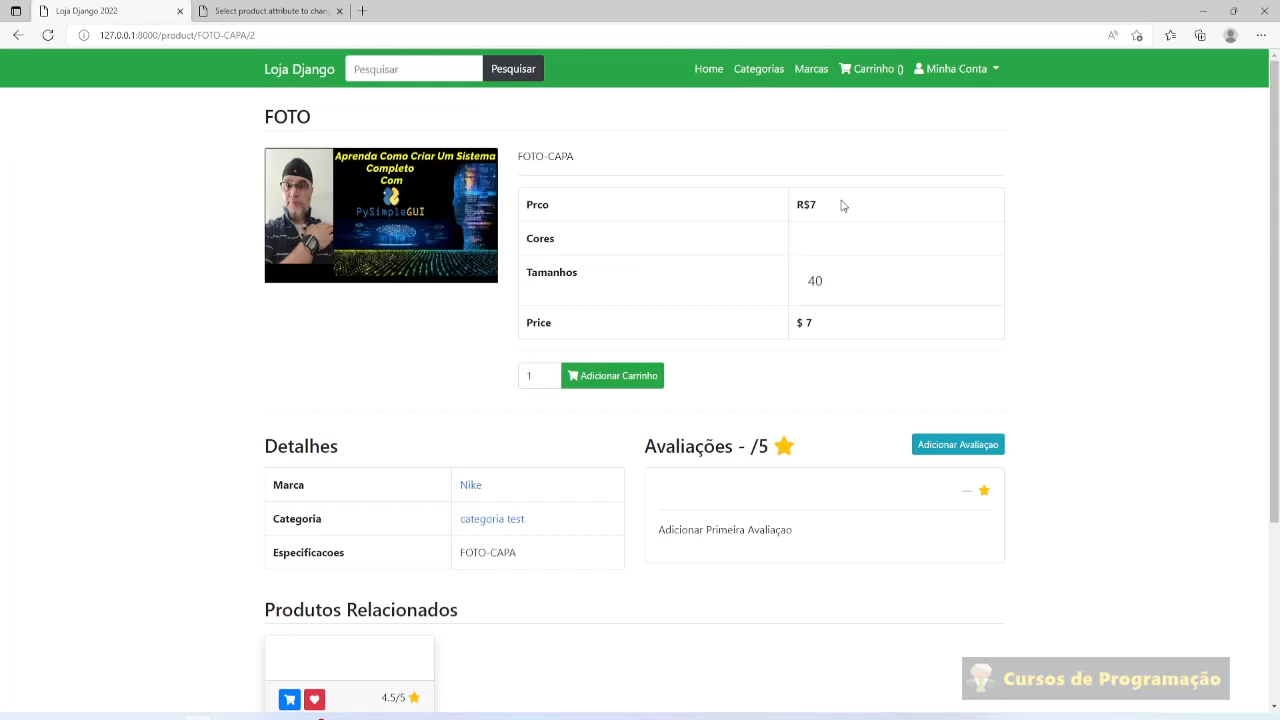 Loja Django 2022
Select product attribute to chan
127.0.0.1:8000/product/FOTO-CAPA/2
Loja Django
Pesquisar
Pesquisar
Home
Categorias
Marcas
Carrinho ()
Minha Conta
FOTO
Aprenda Como Criar Um Sistema
Completo
Com
PySimpleGUI
FOTO-CAPA
Prco
R$7
Cores
Tamanhos
40
Price
$ 7
1
Adicionar Carrinho
Detalhes
Marca
Nike
Categoria
categoria test
Especificacoes
FOTO-CAPA
Avaliações - /5
Adicionar Avaliaçao
—
Adicionar Primeira Avaliaçao
Produtos Relacionados
4.5/5
Cursos de Programação